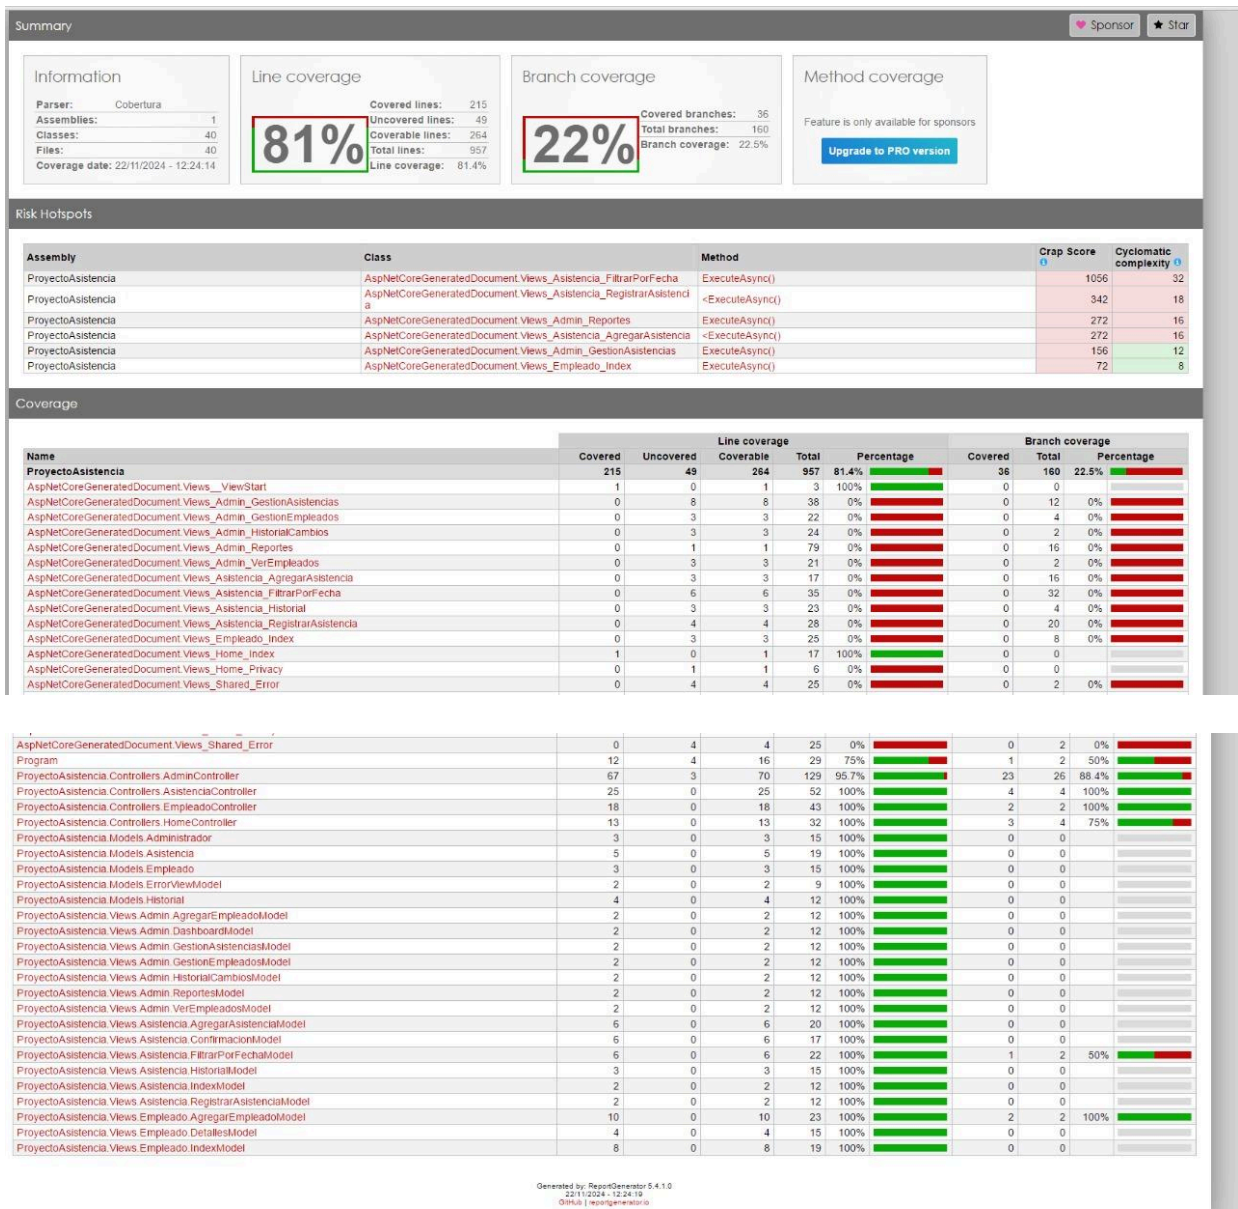 Summary
Sponsor
Star
Information
Parser: Cobertura
Assemblies: 1
Classes: 40
Files: 40
Coverage date: 22/11/2024 - 12:24:14
Line coverage
81%
Covered lines: 215
Uncovered lines: 49
Coverable lines: 264
Total lines: 957
Line coverage: 81.4%
Branch coverage
22%
Covered branches: 36
Total branches: 160
Branch coverage: 22.5%
Method coverage
Feature is only available for sponsors
Upgrade to PRO version
Risk Hotspots
Assembly Class Method Crap Score Cyclomatic complexity
ProyectoAsistencia AspNetCoreGeneratedDocument.Views_Asistencia_FiltrarPorFecha ExecuteAsync() 1056 32
ProyectoAsistencia AspNetCoreGeneratedDocument.Views_Asistencia_RegistrarAsistencia <ExecuteAsync() 342 18
ProyectoAsistencia AspNetCoreGeneratedDocument.Views_Admin_Reportes ExecuteAsync() 272 16
ProyectoAsistencia AspNetCoreGeneratedDocument.Views_Asistencia_AgregarAsistencia <ExecuteAsync() 272 16
ProyectoAsistencia AspNetCoreGeneratedDocument.Views_Admin_GestionAsistencias ExecuteAsync() 156 12
ProyectoAsistencia AspNetCoreGeneratedDocument.Views_Empleado_Index ExecuteAsync() 72 8
Coverage
Line coverage Branch coverage
Name Covered Uncovered Coverable Total Percentage Covered Total Percentage
ProyectoAsistencia 215 49 264 957 81.4% 36 160 22.5%
AspNetCoreGeneratedDocument.Views__ViewStart 1 0 1 3 100% 0 0
AspNetCoreGeneratedDocument.Views_Admin_GestionAsistencias 0 8 8 38 0% 0 12 0%
AspNetCoreGeneratedDocument.Views_Admin_GestionEmpleados 0 3 3 22 0% 0 4 0%
AspNetCoreGeneratedDocument.Views_Admin_HistorialCambios 0 3 3 24 0% 0 2 0%
AspNetCoreGeneratedDocument.Views_Admin_Reportes 0 1 1 79 0% 0 16 0%
AspNetCoreGeneratedDocument.Views_Admin_VerEmpleados 0 3 3 21 0% 0 2 0%
AspNetCoreGeneratedDocument.Views_Asistencia_AgregarAsistencia 0 3 3 17 0% 0 16 0%
AspNetCoreGeneratedDocument.Views_Asistencia_FiltrarPorFecha 0 6 6 35 0% 0 32 0%
AspNetCoreGeneratedDocument.Views_Asistencia_Historial 0 3 3 23 0% 0 4 0%
AspNetCoreGeneratedDocument.Views_Asistencia_RegistrarAsistencia 0 4 4 28 0% 0 20 0%
AspNetCoreGeneratedDocument.Views_Empleado_Index 0 3 3 25 0% 0 8 0%
AspNetCoreGeneratedDocument.Views_Home_Index 1 0 1 17 100% 0 0
AspNetCoreGeneratedDocument.Views_Home_Privacy 0 1 1 6 0% 0 0
AspNetCoreGeneratedDocument.Views_Shared_Error 0 4 4 25 0% 0 2 0%
AspNetCoreGeneratedDocument.Views_Shared_Error 0 4 4 25 0% 0 2 0%
Program 12 4 16 29 75% 1 2 50%
ProyectoAsistencia.Controllers.AdminController 67 3 70 129 95.7% 23 26 88.4%
ProyectoAsistencia.Controllers.AsistenciaController 25 0 25 52 100% 4 4 100%
ProyectoAsistencia.Controllers.EmpleadoController 18 0 18 43 100% 2 2 100%
ProyectoAsistencia.Controllers.HomeController 13 0 13 32 100% 3 4 75%
ProyectoAsistencia.Models.Administrador 3 0 3 15 100% 0 0
ProyectoAsistencia.Models.Asistencia 5 0 5 19 100% 0 0
ProyectoAsistencia.Models.Empleado 3 0 3 15 100% 0 0
ProyectoAsistencia.Models.ErrorViewModel 2 0 2 9 100% 0 0
ProyectoAsistencia.Models.Historial 4 0 4 12 100% 0 0
ProyectoAsistencia.Views.Admin.AgregarEmpleadoModel 2 0 2 12 100% 0 0
ProyectoAsistencia.Views.Admin.DashboardModel 2 0 2 12 100% 0 0
ProyectoAsistencia.Views.Admin.GestionAsistenciasModel 2 0 2 12 100% 0 0
ProyectoAsistencia.Views.Admin.GestionEmpleadosModel 2 0 2 12 100% 0 0
ProyectoAsistencia.Views.Admin.HistorialCambiosModel 2 0 2 12 100% 0 0
ProyectoAsistencia.Views.Admin.ReportesModel 2 0 2 12 100% 0 0
ProyectoAsistencia.Views.Admin.VerEmpleadosModel 2 0 2 12 100% 0 0
ProyectoAsistencia.Views.Asistencia.AgregarAsistenciaModel 6 0 6 20 100% 0 0
ProyectoAsistencia.Views.Asistencia.ConfirmacionModel 6 0 6 17 100% 0 0
ProyectoAsistencia.Views.Asistencia.FiltrarPorFechaModel 6 0 6 22 100% 1 2 50%
ProyectoAsistencia.Views.Asistencia.HistorialModel 3 0 3 15 100% 0 0
ProyectoAsistencia.Views.Asistencia.IndexModel 2 0 2 12 100% 0 0
ProyectoAsistencia.Views.Asistencia.RegistrarAsistenciaModel 2 0 2 12 100% 0 0
ProyectoAsistencia.Views.Empleado.AgregarEmpleadoModel 10 0 10 23 100% 2 2 100%
ProyectoAsistencia.Views.Empleado.DetallesModel 4 0 4 15 100% 0 0
ProyectoAsistencia.Views.Empleado.IndexModel 8 0 8 19 100% 0 0
Generated by: ReportGenerator 5.4.1.0
22/11/2024 - 12:24:19
GitHub | reportgenerator.io